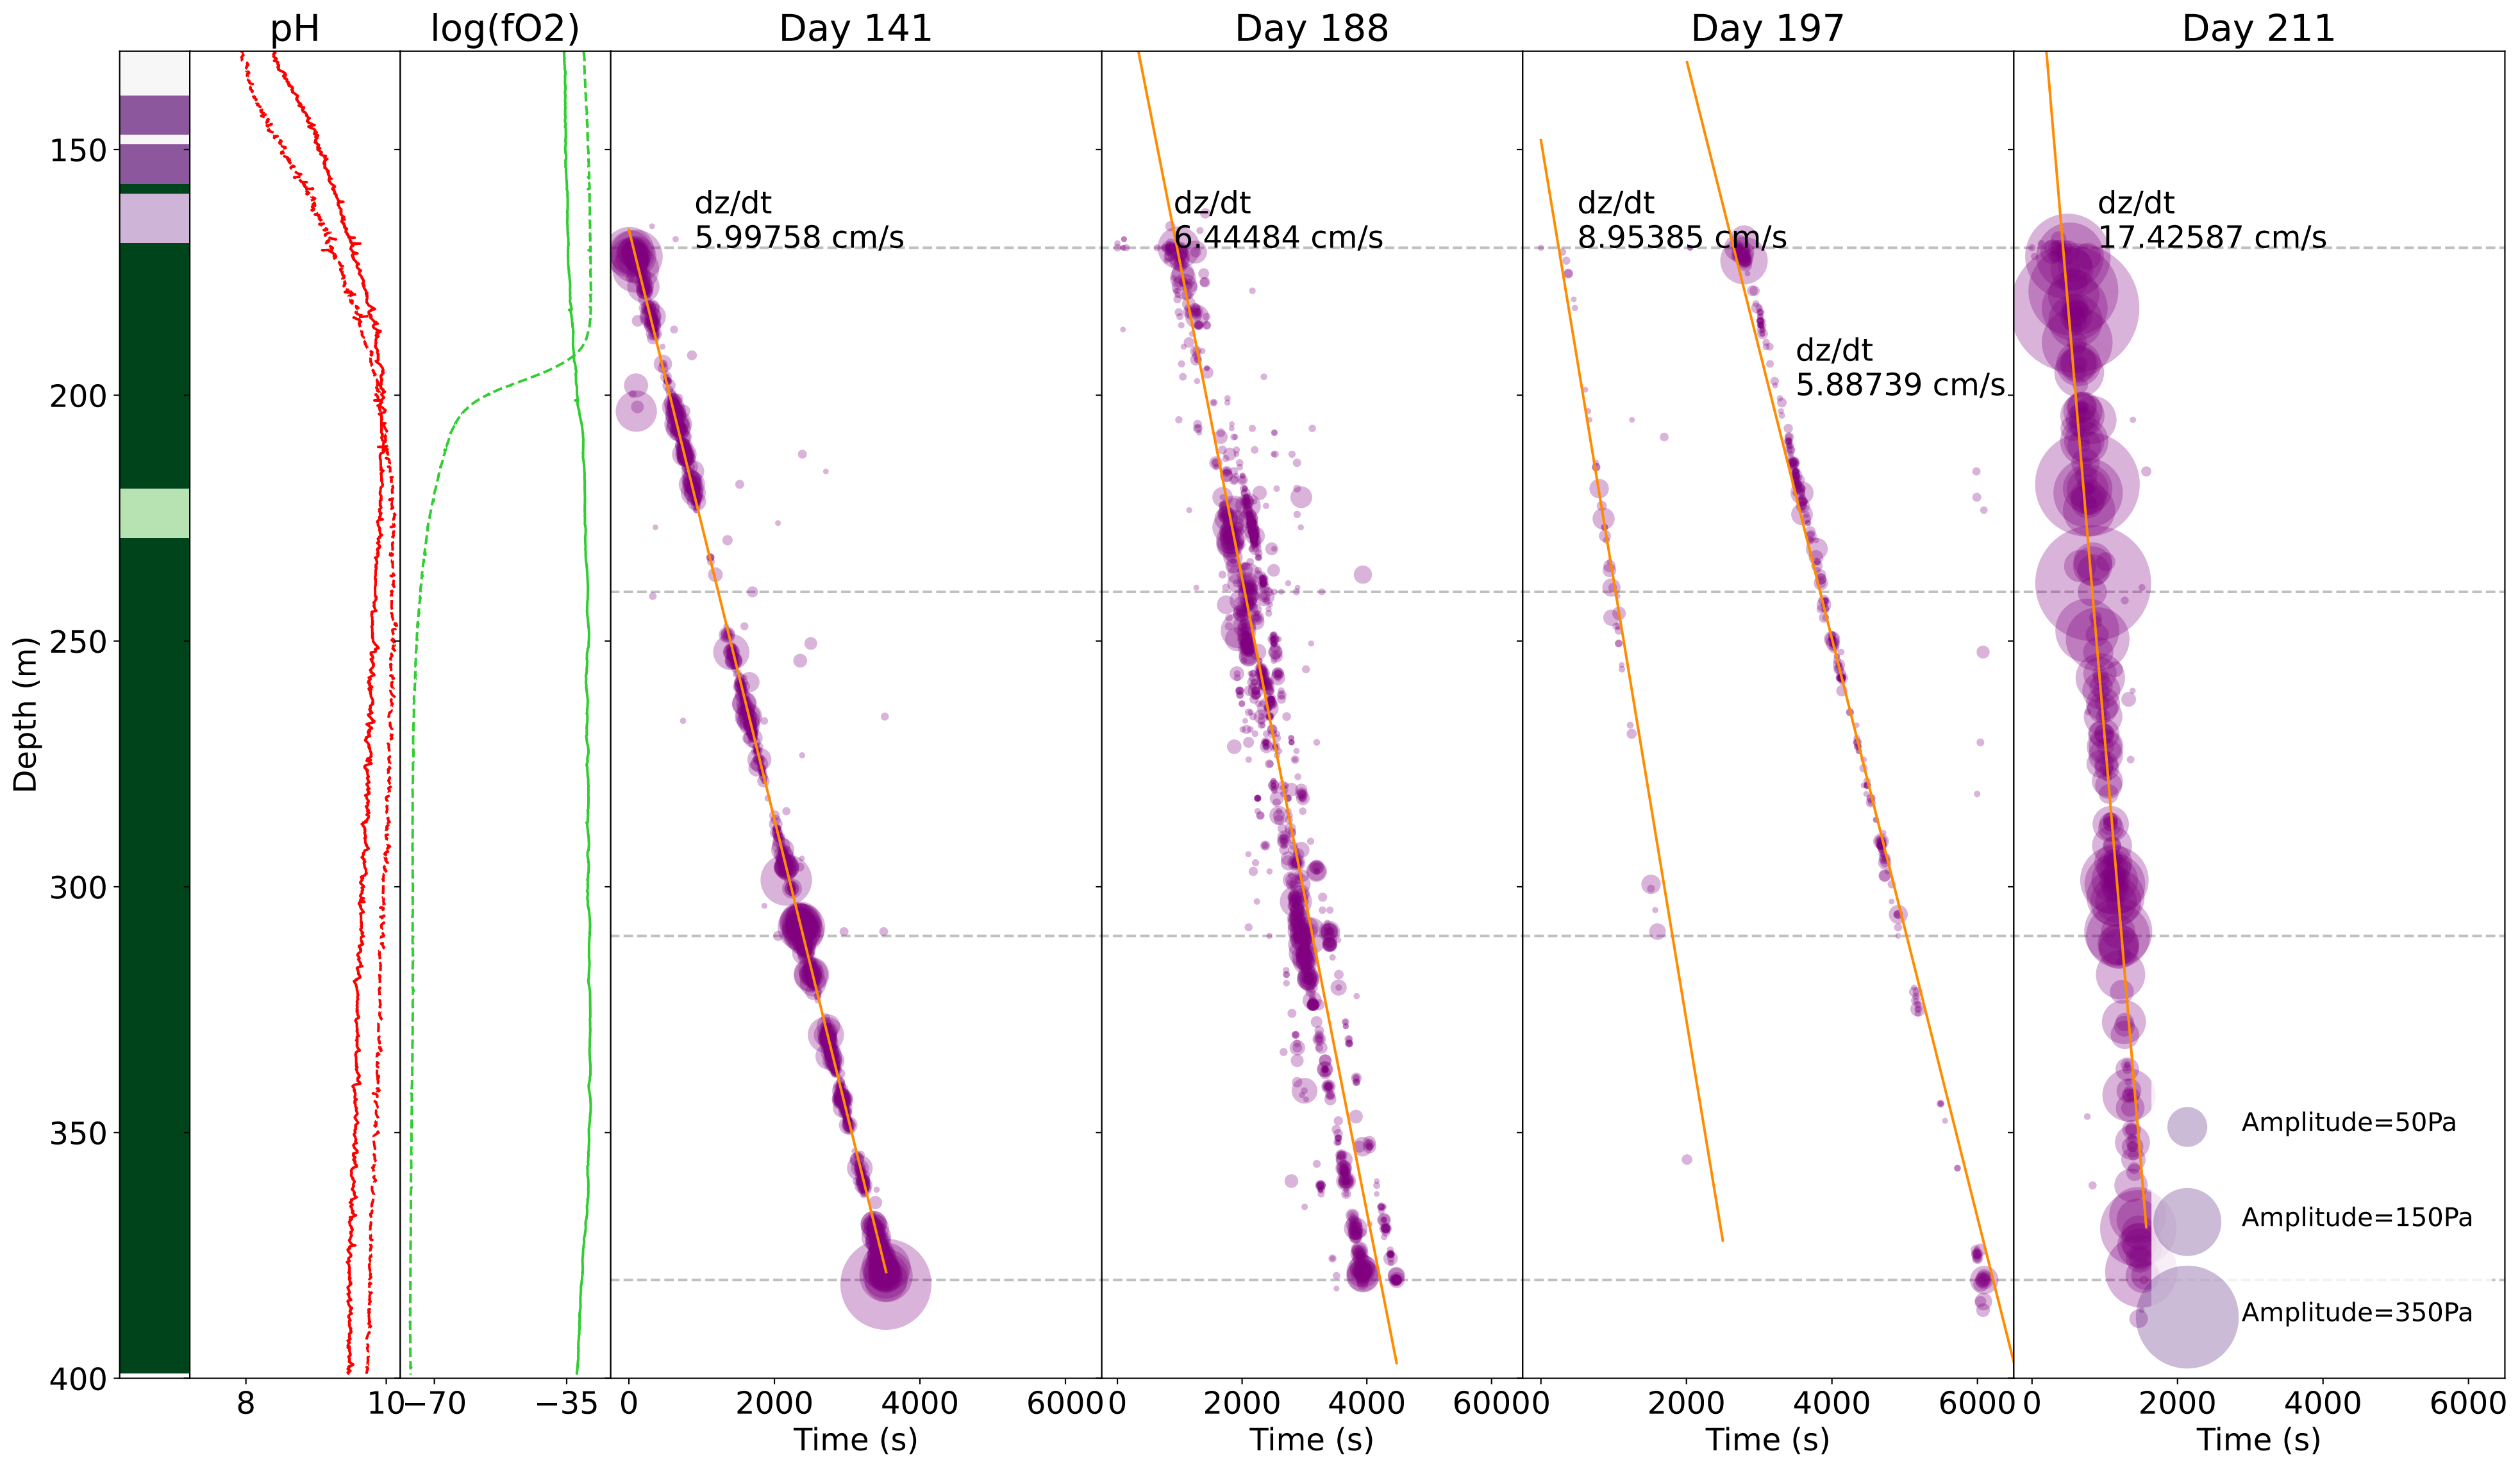 pH
log(fO2)
Day 141
Day 188
Day 197
Day 211
Depth (m)
150
200
250
300
350
400
dz/dt
5.99758 cm/s
dz/dt
6.44484 cm/s
dz/dt
8.95385 cm/s
dz/dt
5.88739 cm/s
dz/dt
17.42587 cm/s
Amplitude=50Pa
Amplitude=150Pa
Amplitude=350Pa
8
10
−70
−35
0
2000
4000
6000
0
2000
4000
6000
0
2000
4000
6000
0
2000
4000
6000
Time (s)
Time (s)
Time (s)
Time (s)